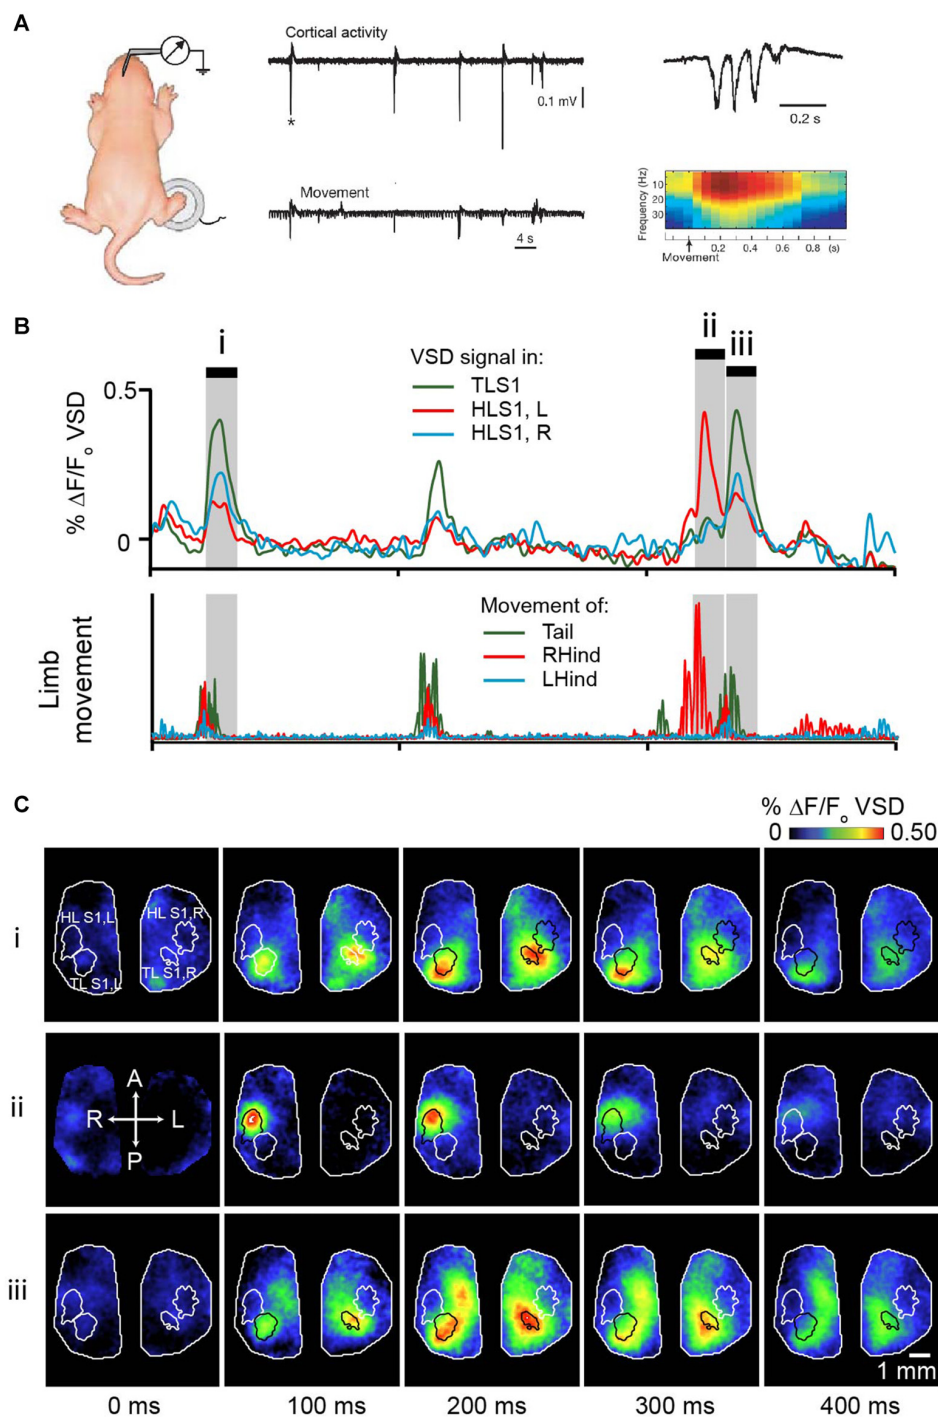 A
Cortical activity
0.1 mV
*
0.2 s
Movement
4 s
Frequency (Hz)
10
20
30
0.2 0.4 0.6 0.8 (s)
Movement
B
i
ii
iii
VSD signal in:
TLS1
HLS1, L
HLS1, R
% ΔF/Fo VSD
0.5
0
Movement of:
Tail
RHind
LHind
Limb movement
C
% ΔF/Fo VSD
0 0.50
i
HL S1,L
HL S1,R
TL S1,L
TL S1,R
ii
A
R L
P
iii
1 mm
0 ms 100 ms 200 ms 300 ms 400 ms